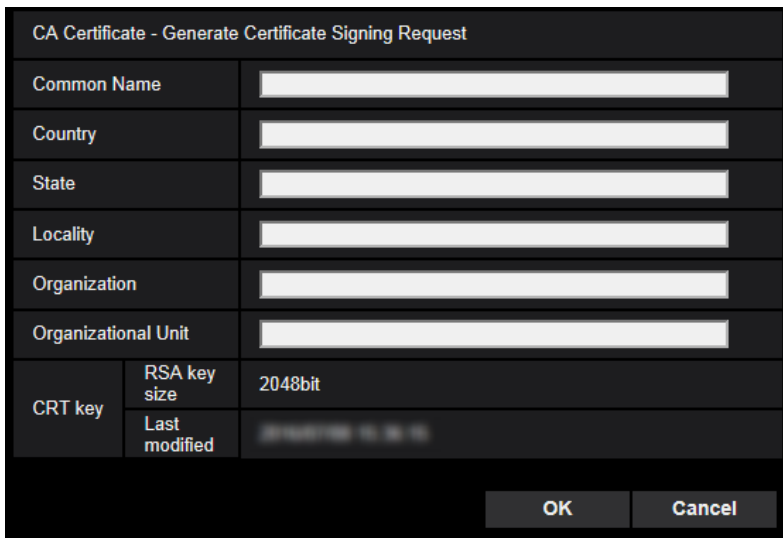 CA Certificate - Generate Certificate Signing Request
Common Name
Country
State
Locality
Organization
Organizational Unit
CRT key
RSA key
size
2048bit
Last
modified
OK
Cancel